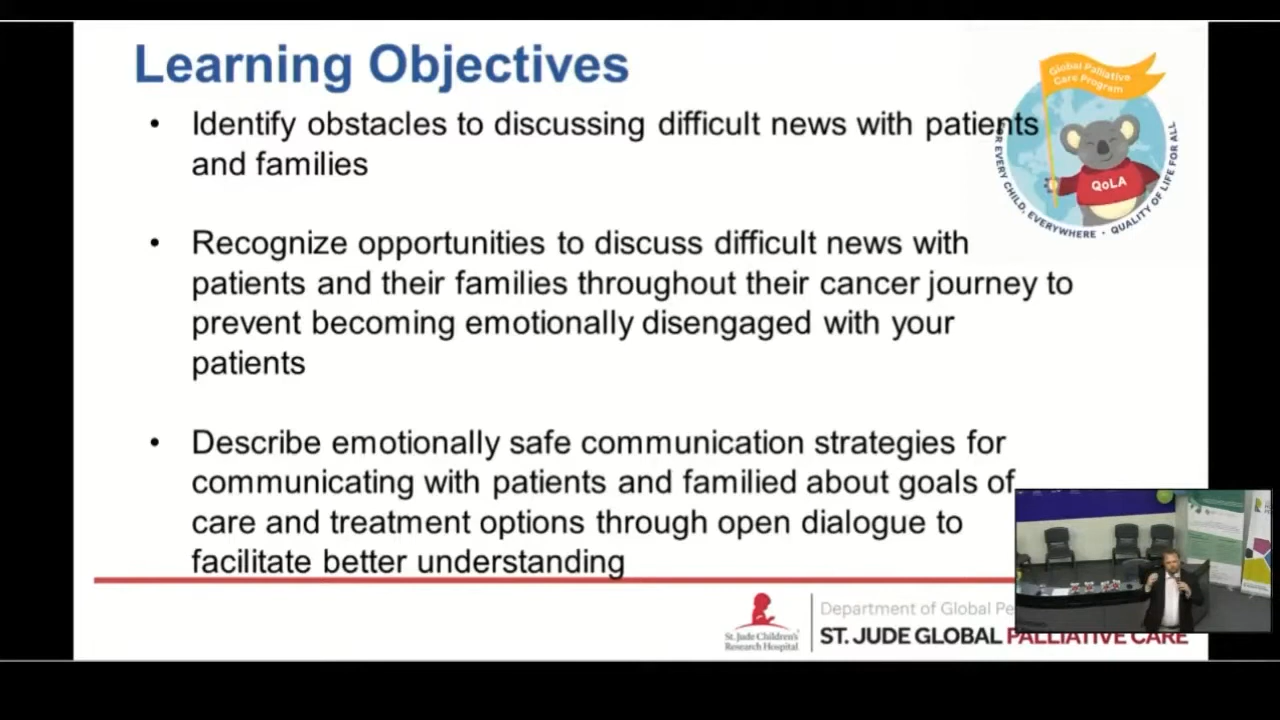 Learning Objectives
• Identify obstacles to discussing difficult news with patients
and families
• Recognize opportunities to discuss difficult news with
patients and their families throughout their cancer journey to
prevent becoming emotionally disengaged with your
patients
• Describe emotionally safe communication strategies for
communicating with patients and familied about goals of
care and treatment options through open dialogue to
facilitate better understanding
Global Palliative
Care Program
QoLA
EVERY CHILD, EVERYWHERE • QUALITY OF LIFE FOR ALL
St. Jude Children's
Research Hospital
Department of Global
ST. JUDE GLOBAL PALLIATIVE CARE